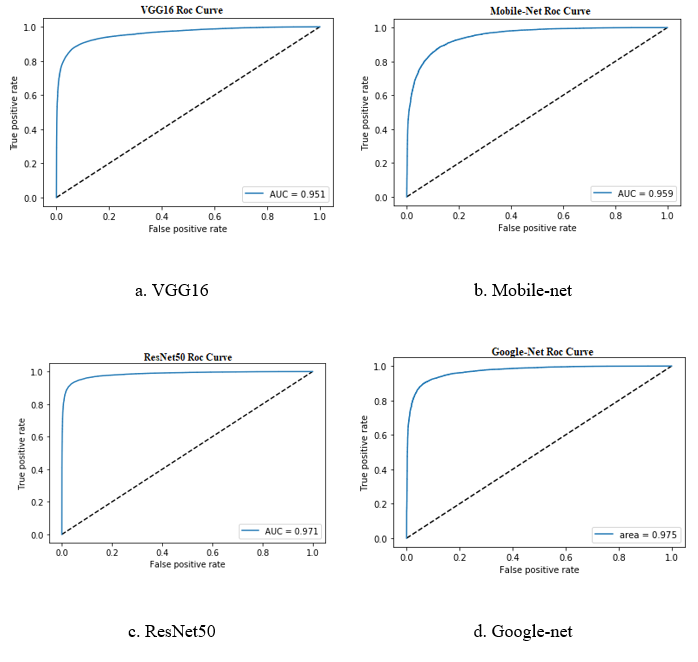 VGG16 Roc Curve
1.0
0.8
0.6
0.4
0.2
0.0
True positive rate
AUC = 0.951
0.0 0.2 0.4 0.6 0.8 1.0
False positive rate
a. VGG16
Mobile-Net Roc Curve
1.0
0.8
0.6
0.4
0.2
0.0
True positive rate
AUC = 0.959
0.0 0.2 0.4 0.6 0.8 1.0
False positive rate
b. Mobile-net
ResNet50 Roc Curve
1.0
0.8
0.6
0.4
0.2
0.0
True positive rate
AUC = 0.971
0.0 0.2 0.4 0.6 0.8 1.0
False positive rate
c. ResNet50
Google-Net Roc Curve
1.0
0.8
0.6
0.4
0.2
0.0
True positive rate
area = 0.975
0.0 0.2 0.4 0.6 0.8 1.0
False positive rate
d. Google-net